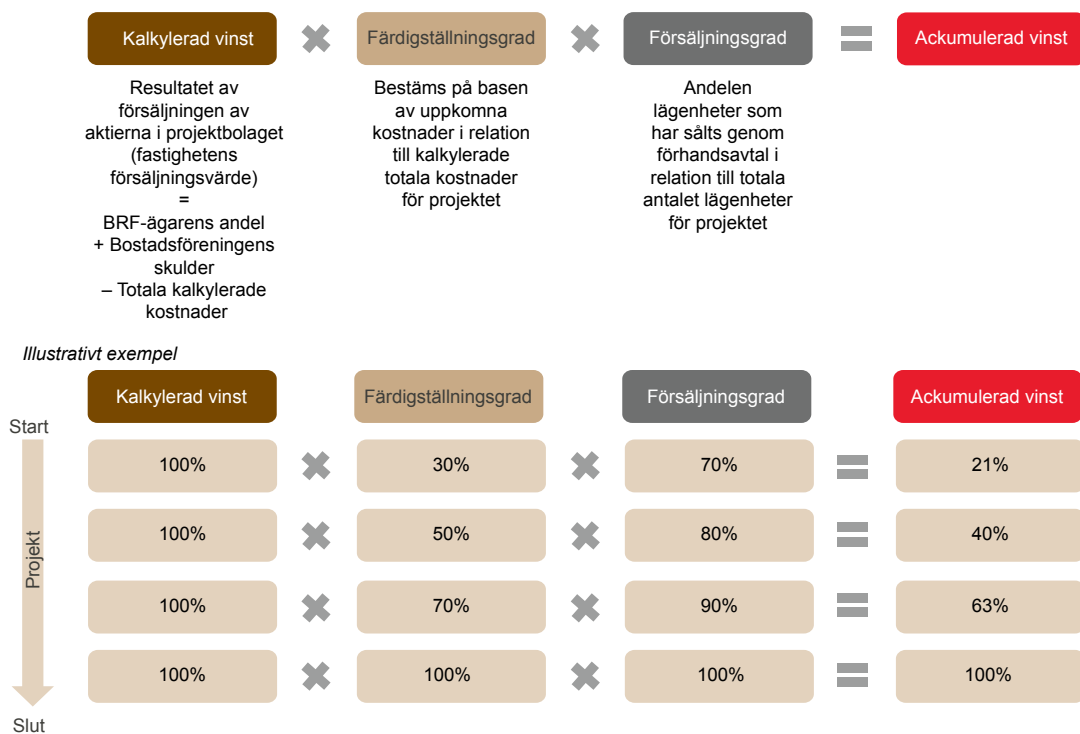 Kalkylerad vinst
Färdigställningsgrad
Försäljningsgrad
Ackumulerad vinst
Resultatet av
försäljningen av
aktierna i projektbolaget
(fastighetens
försäljningsvärde)
=
BRF-ägarens andel
+ Bostadsföreningens
skulder
– Totala kalkylerade
kostnader
Bestäms på basen
av uppkomna
kostnader i relation
till kalkylerade
totala kostnader
för projektet
Andelen
lägenheter som
har sålts genom
förhandsavtal i
relation till totala
antalet lägenheter
för projektet
Illustrativt exempel
Kalkylerad vinst
Färdigställningsgrad
Försäljningsgrad
Ackumulerad vinst
Start
Projekt
100%
30%
70%
21%
100%
50%
80%
40%
100%
70%
90%
63%
100%
100%
100%
100%
Slut